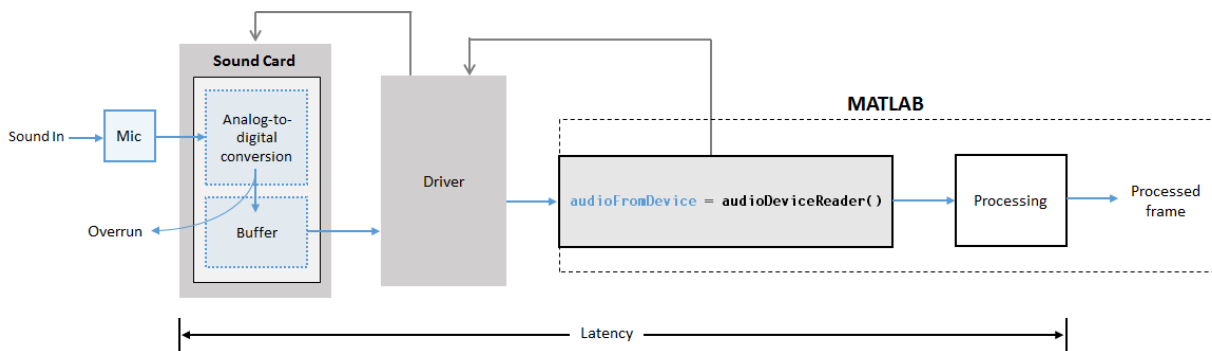 Sound Card
MATLAB
Sound In
Mic
Analog-to-
digital
conversion
Driver
audioFromDevice = audioDeviceReader()
Processing
Processed
frame
Overrun
Buffer
Latency